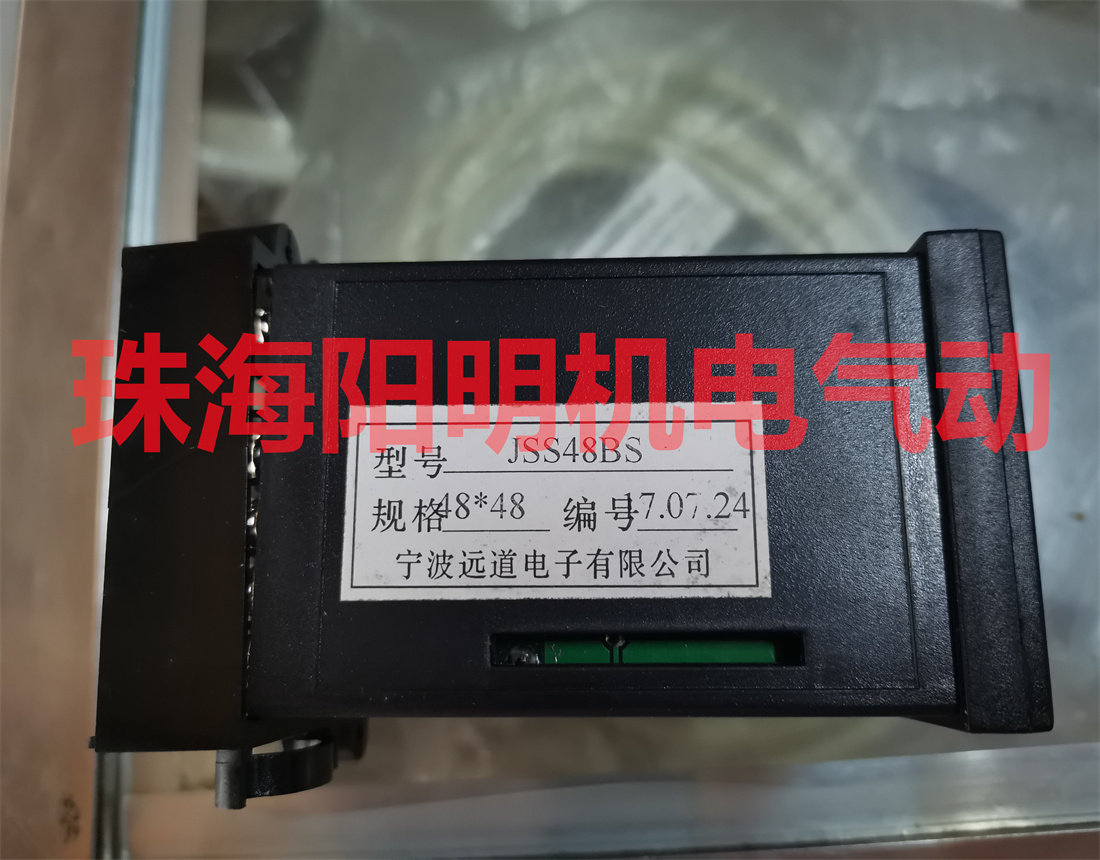 珠海阳明机电气动
型号 JSS48BS
规格48*48 编号17.07.24
宁波远道电子有限公司